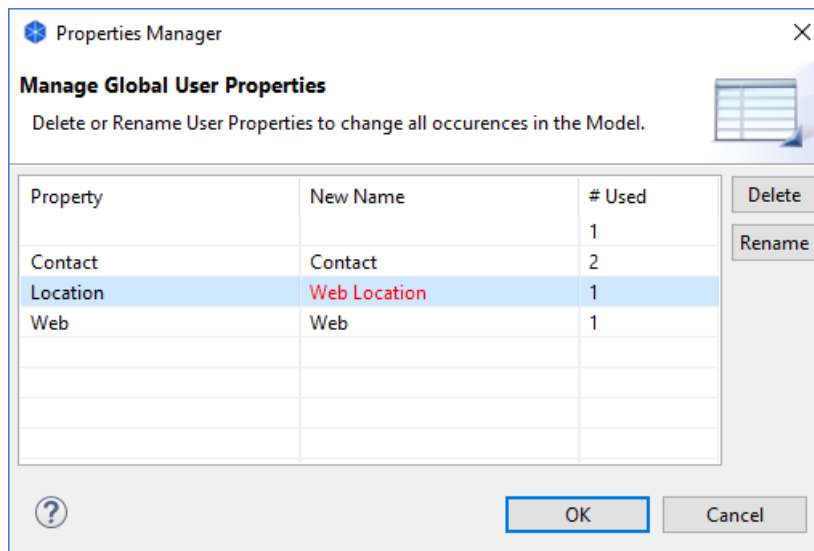 Properties Manager
Manage Global User Properties
Delete or Rename User Properties to change all occurences in the Model.
Property New Name # Used
1
Contact Contact 2
Location Web Location 1
Web Web 1
Delete
Rename
?
OK Cancel